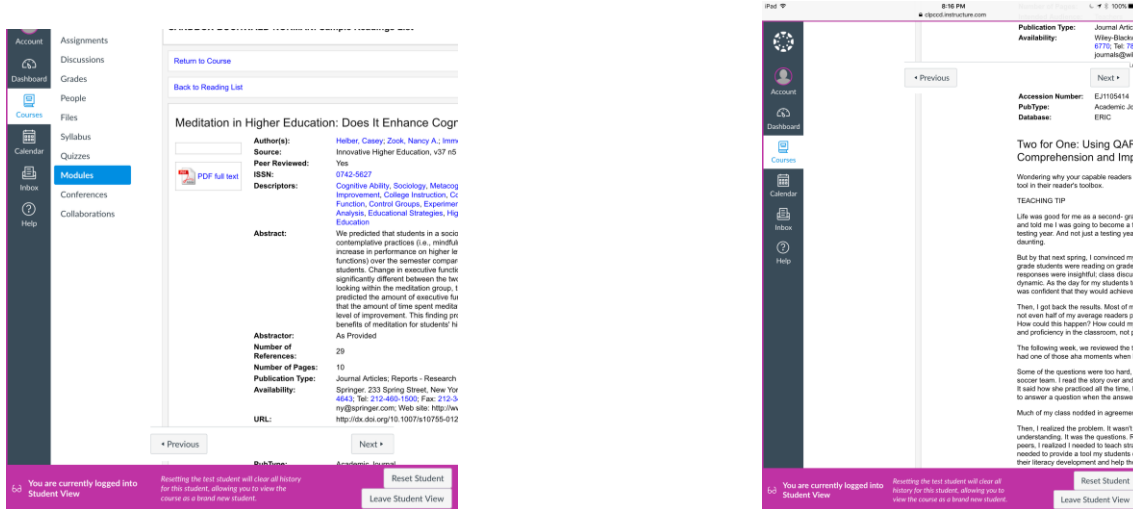 Account
Dashboard
Courses
Calendar
Inbox
Help
Assignments
Discussions
Grades
People
Files
Syllabus
Quizzes
Modules
Conferences
Collaborations
Return to Course
Back to Reading List
Meditation in Higher Education: Does It Enhance Cogr
PDF full text
Author(s): Helber, Casey; Zook, Nancy A.; Imm
Source: Innovative Higher Education, v37 n5
Peer Reviewed: Yes
ISSN: 0742-5627
Descriptors: Cognitive Ability, Sociology, Metacog
Improvement, College Instruction, Co
Function, Control Groups, Experimer
Analysis, Educational Strategies, Hig
Education
Abstract: We predicted that students in a socio
contemplative practices (i.e., mindful
increase in performance on higher le
functions) over the semester compar
students. Change in executive functic
significantly different between the two
looking within the meditation group, t
predicted the amount of executive fur
that the amount of time spent medita
level of improvement. This finding pro
benefits of meditation for students' hi
Abstractor: As Provided
Number of References: 29
Number of Pages: 10
Publication Type: Journal Articles; Reports - Research
Availability: Springer. 233 Spring Street, New Yor
4643; Tel: 212-460-1500; Fax: 212-34
ny@springer.com; Web site: http://ww
URL: http://dx.doi.org/10.1007/s10755-012
Previous
Next
PubType: Academic Journal
You are currently logged into
Student View
Resetting the test student will clear all history
for this student, allowing you to view the
course as a brand new student.
Reset Student
Leave Student View
iPad
8:16 PM
100%
clpccd.instructure.com
Account
Dashboard
Courses
Calendar
Inbox
Help
Publication Type: Journal Artic
Availability: Wiley-Blackw
6770; Tel: 78
journals@wil
Previous
Next
Accession Number: EJ1105414
PubType: Academic Jo
Database: ERIC
Two for One: Using QAR
Comprehension and Imp
Wondering why your capable readers
tool in their reader's toolbox.
TEACHING TIP
Life was good for me as a second- gra
and told me I was going to become a t
testing year. And not just a testing yea
daunting.
But by that next spring, I convinced my
grade students were reading on grade
responses were insightful; class discu
dynamic. As the day for my students to
was confident that they would achieve
Then, I got back the results. Most of m
not even half of my average readers p
How could this happen? How could m
and proficiency in the classroom, not p
The following week, we reviewed the t
had one of those aha moments when
Some of the questions were too hard,
soccer team. I read the story over and
It said how she practiced all the time,
to answer a question when the answe
Much of my class nodded in agreemen
Then, I realized the problem. It wasn't
understanding. It was the questions. F
peers, I realized I needed to teach stra
needed to provide a tool my students
their literacy development and help the
You are currently logged into
Student View
Resetting the test student will clear all
history for this student, allowing you to
view the course as a brand new student.
Reset Student
Leave Student View